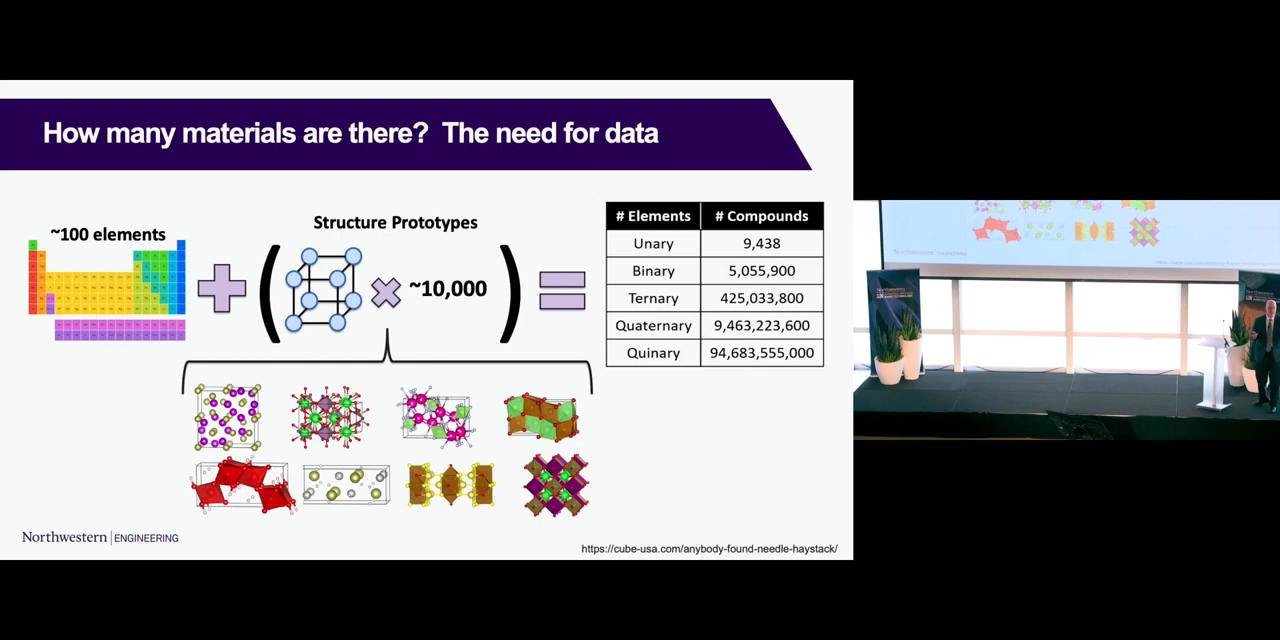 How many materials are there? The need for data
~100 elements
Structure Prototypes
~10,000
# Elements # Compounds
Unary 9,438
Binary 5,055,900
Ternary 425,033,800
Quaternary 9,463,223,600
Quinary 94,683,555,000
Northwestern | ENGINEERING
https://cube-usa.com/anybody-found-needle-haystack/